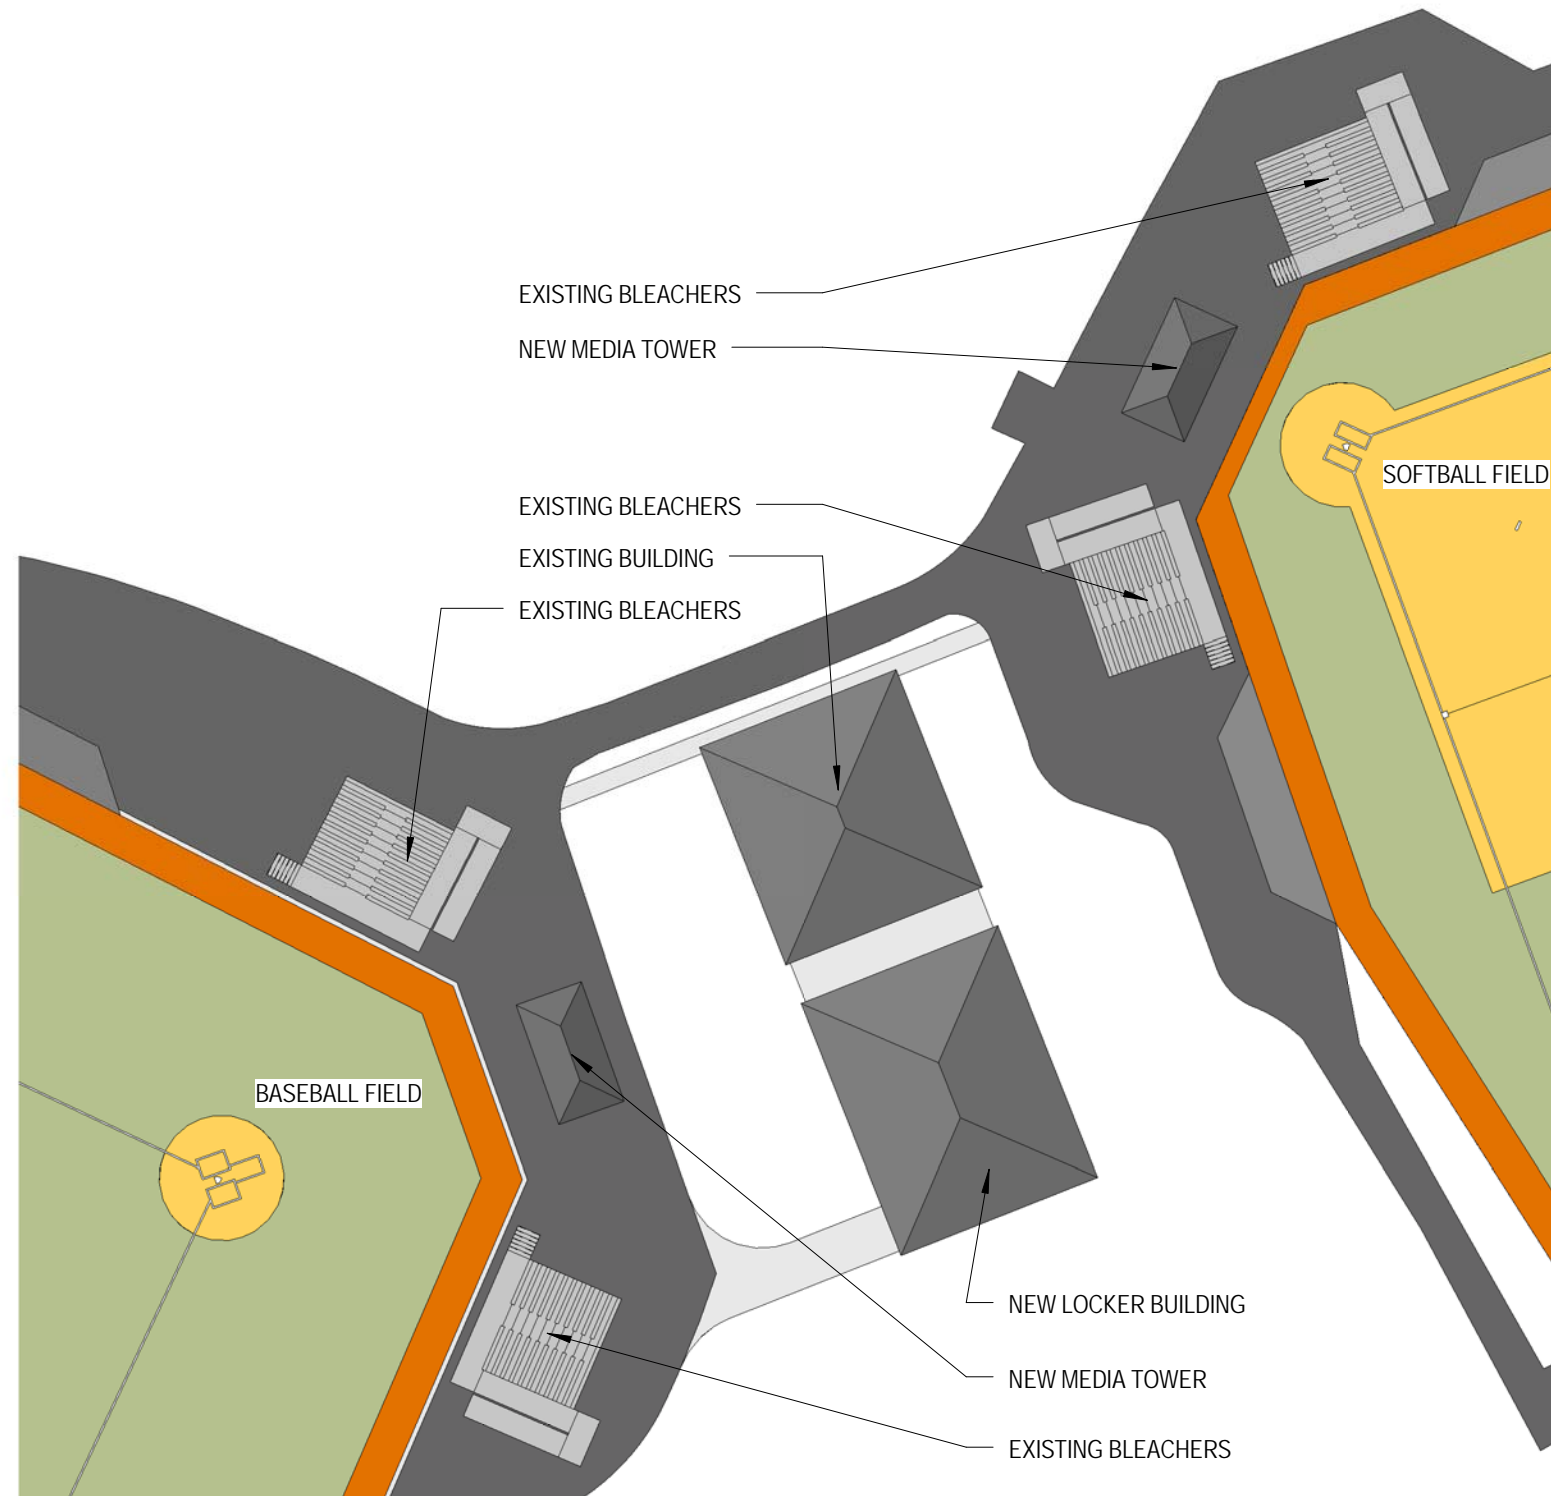 EXISTING BLEACHERS
NEW MEDIA TOWER
SOFTBALL FIELD
EXISTING BLEACHERS
EXISTING BUILDING
EXISTING BLEACHERS
BASEBALL FIELD
NEW LOCKER BUILDING
NEW MEDIA TOWER
EXISTING BLEACHERS